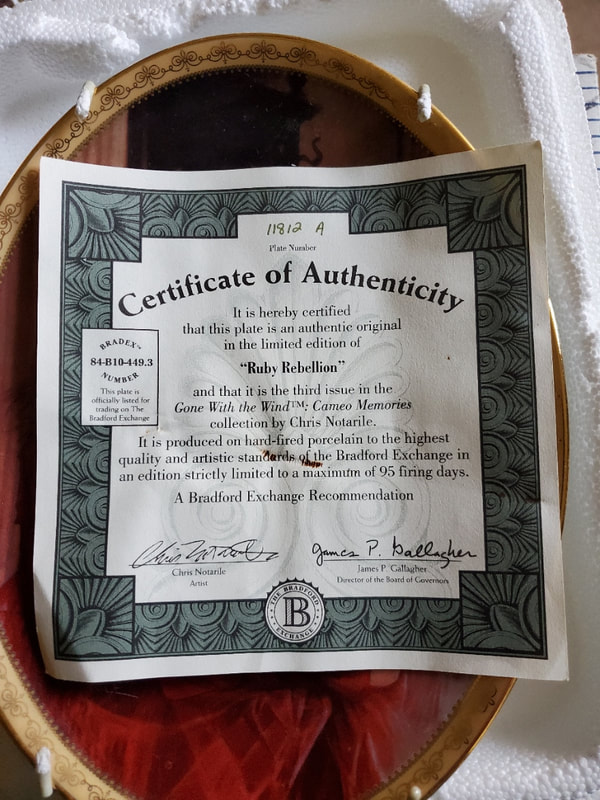 11812 A
Plate Number
Certificate of Authenticity
It is hereby certified
that this plate is an authentic original
in the limited edition of
"Ruby Rebellion"
and that it is the third issue in the
Gone With the Wind™: Cameo Memories
collection by Chris Notarile.
It is produced on hard-fired porcelain to the highest
quality and artistic standards of the Bradford Exchange in
an edition strictly limited to a maximum of 95 firing days.
A Bradford Exchange Recommendation
BRADEX™
84-B10-449.3
NUMBER
This plate is
officially listed for
trading on The
Bradford Exchange
Chris Notarile
Chris Notarile
Artist
James P. Gallagher
James P. Gallagher
Director of the Board of Governors
THE BRADFORD
B
EXCHANGE